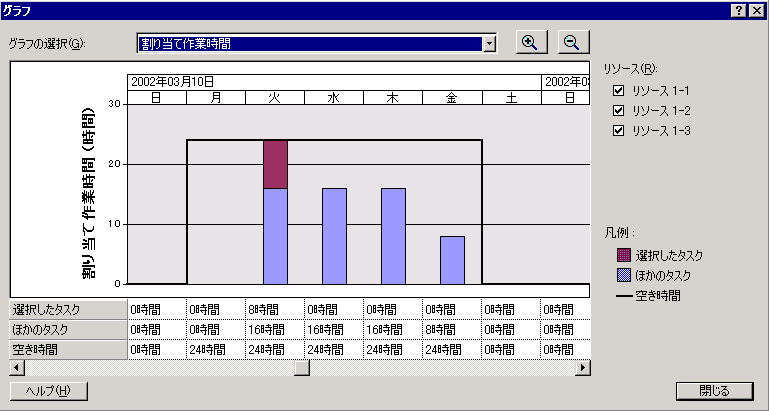 グラフ
グラフの選択(G):
割り当て作業時間
リソース(R):
リソース 1-1
リソース 1-2
リソース 1-3
2002年03月10日
2002年03
日 月 火 水 木 金 土 日
割り当て作業時間 (時間)
30
20
10
0
凡例 :
選択したタスク
ほかのタスク
空き時間
選択したタスク 0時間 0時間 8時間 0時間 0時間 0時間 0時間 0時間
ほかのタスク 0時間 0時間 16時間 16時間 16時間 8時間 0時間 0時間
空き時間 0時間 24時間 24時間 24時間 24時間 24時間 0時間 0時間
ヘルプ(H)
閉じる